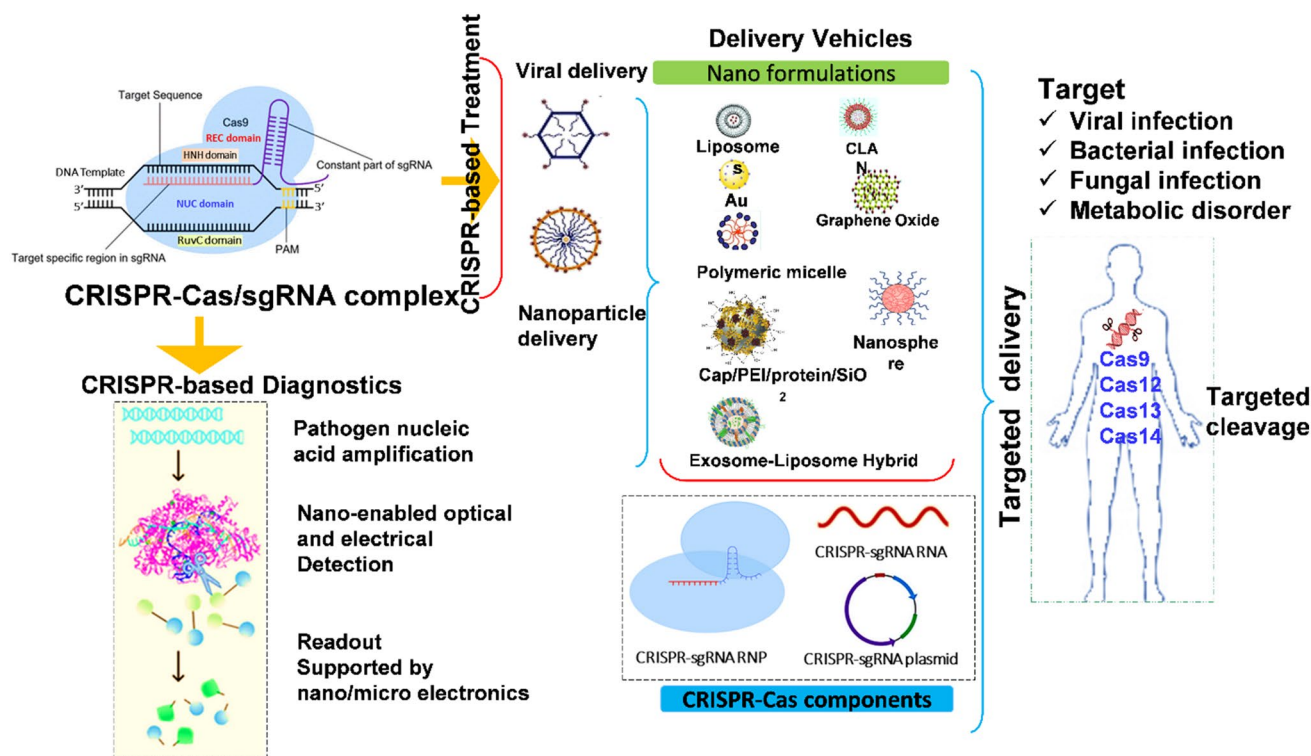 Target Sequence
Cas9
REC domain
HNH domain
Constant part of sgRNA
DNA Template
3’
5’
5’
3’
NUC domain
RuvC domain
PAM
Target specific region in sgRNA
CRISPR-Cas/sgRNA complex
CRISPR-based Diagnostics
Pathogen nucleic
acid amplification
Nano-enabled optical
and electrical
Detection
Readout
Supported by
nano/micro electronics
CRISPR-based Treatment
Viral delivery
Nanoparticle
delivery
Delivery Vehicles
Nano formulations
Liposome
s
CLA
N
Au
Graphene Oxide
Polymeric micelle
Nanosphe
re
Cap/PEI/protein/SiO
2
Exosome-Liposome Hybrid
CRISPR-sgRNA RNA
CRISPR-sgRNA RNP
CRISPR-sgRNA plasmid
CRISPR-Cas components
Targeted delivery
Target
✓ Viral infection
✓ Bacterial infection
✓ Fungal infection
✓ Metabolic disorder
Cas9
Cas12
Cas13
Cas14
Targeted
cleavage